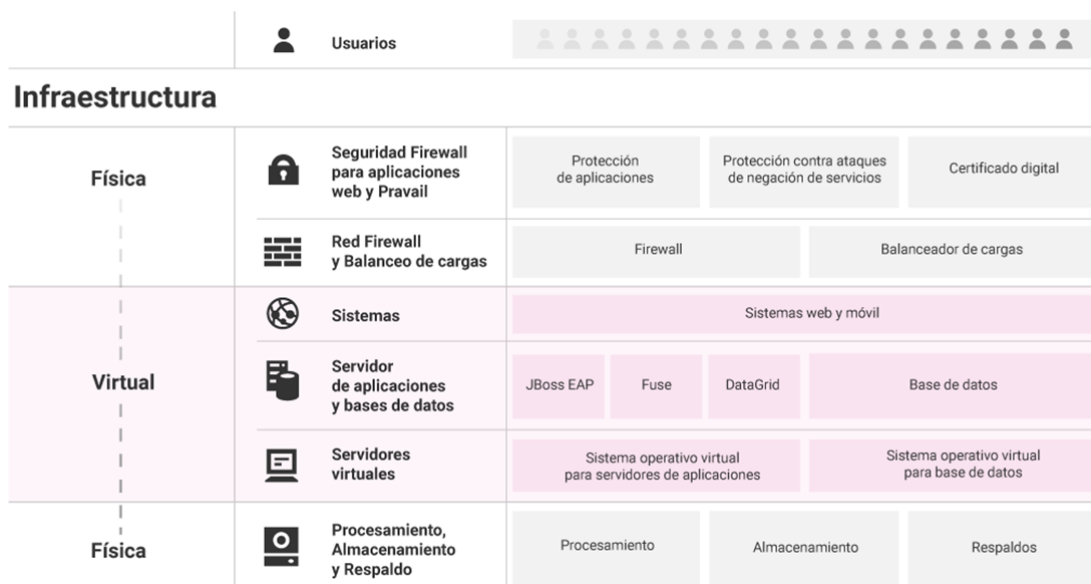 Usuarios
Infraestructura
Física
Seguridad Firewall
para aplicaciones
web y Pravail
Protección
de aplicaciones
Protección contra ataques
de negación de servicios
Certificado digital
Red Firewall
y Balanceo de cargas
Firewall
Balanceador de cargas
Virtual
Sistemas
Sistemas web y móvil
Servidor
de aplicaciones
y bases de datos
JBoss EAP
Fuse
DataGrid
Base de datos
Servidores
virtuales
Sistema operativo virtual
para servidores de aplicaciones
Sistema operativo virtual
para base de datos
Física
Procesamiento,
Almacenamiento
y Respaldo
Procesamiento
Almacenamiento
Respaldos